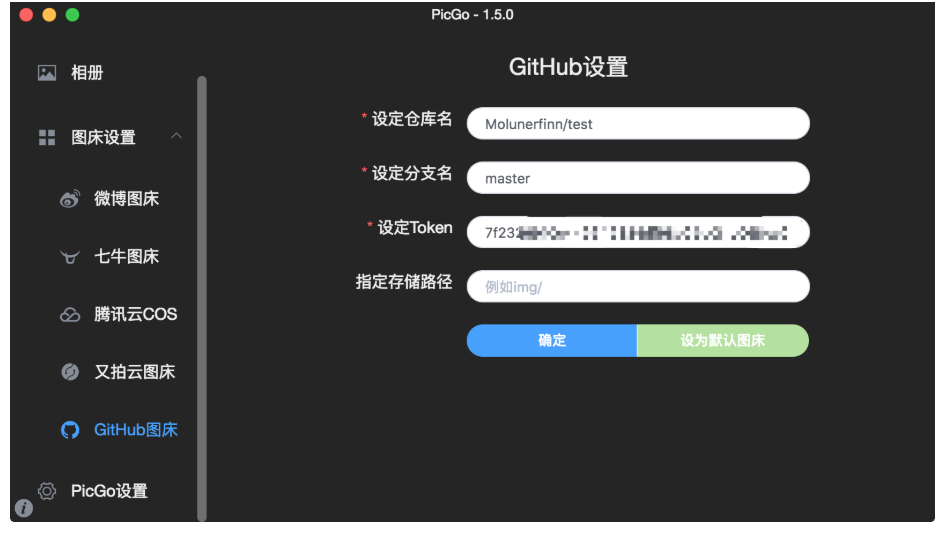 PicGo - 1.5.0
相册
图床设置
微博图床
七牛图床
腾讯云COS
又拍云图床
GitHub图床
PicGo设置
GitHub设置
* 设定仓库名
Molunerfinn/test
* 设定分支名
master
* 设定Token
7f232
指定存储路径
例如img/
确定
设为默认图床